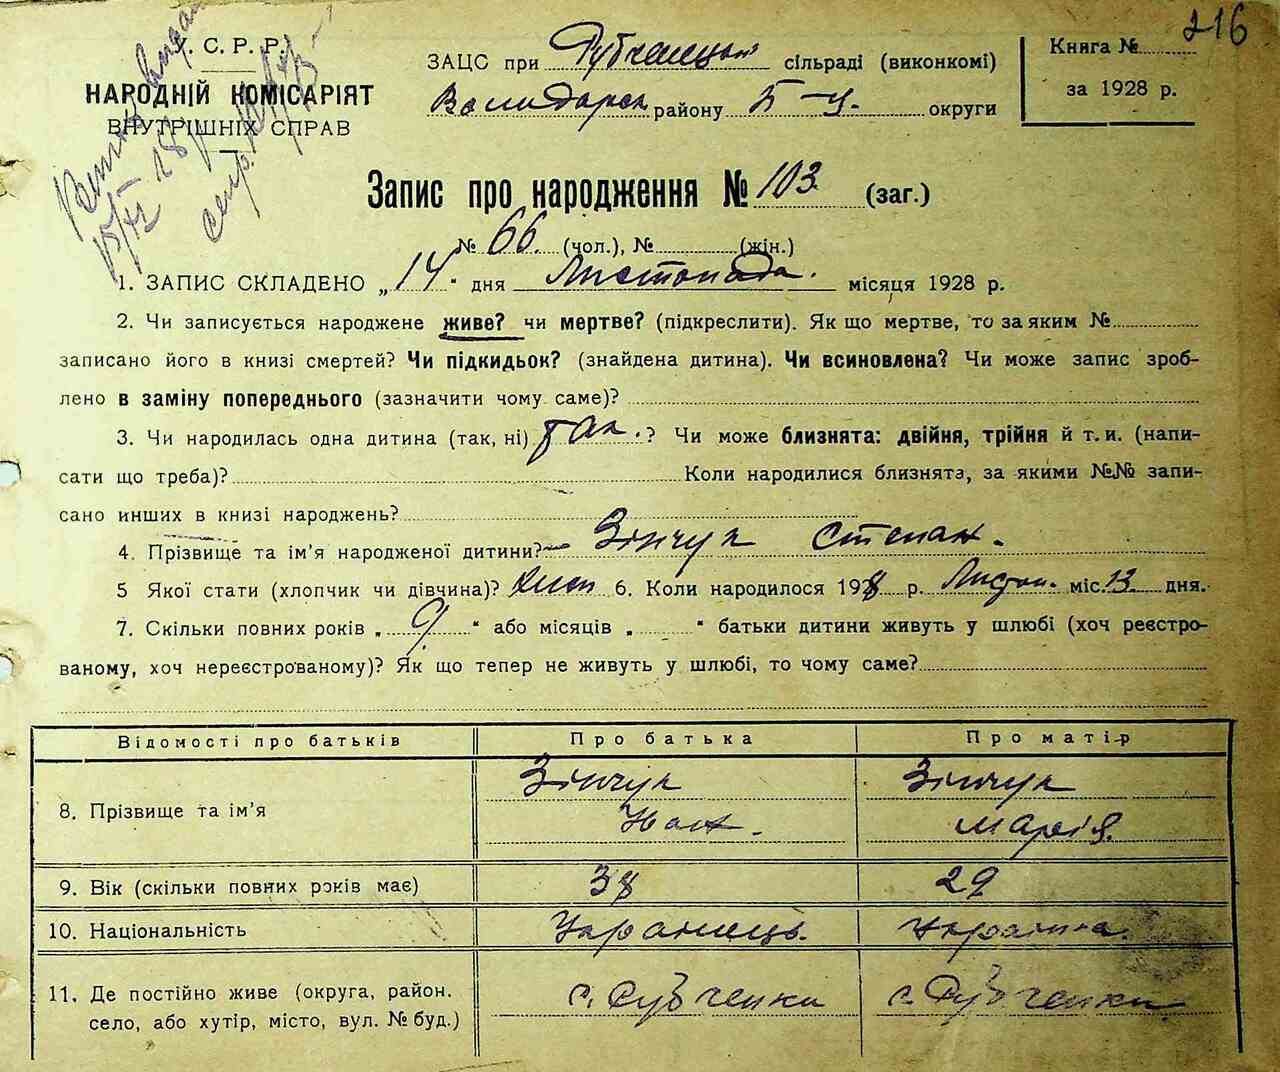 216
У. С. Р. Р.
НАРОДНІЙ КОМІСАРІЯТ
ВНУТРІШНІХ СПРАВ
ЗАЦС при Рубченецькій сільраді (виконкомі)
Володарск району Б-Ц. округи
Книга №
за 1928 р.
Запис про народження № 103 (заг.)
№ 66. (чол.), № (жін.)
1. ЗАПИС СКЛАДЕНО „14“ дня Листопада. місяця 1928 р.
2. Чи записується народжене живе? чи мертве? (підкреслити). Як що мертве, то за яким №
записано його в книзі смертей? Чи підкидьок? (знайдена дитина). Чи всиновлена? Чи може запис зроб-
лено в заміну попереднього (зазначити чому саме)?
3. Чи народилась одна дитина (так, ні) так.? Чи може близнята: двійня, трійня й т. и. (напи-
сати що треба)? Коли народилися близнята, за якими №№ запи-
сано инших в книзі народжень?
4. Прізвище та ім’я народженої дитини? Зінчук Степан.
5 Якої стати (хлопчик чи дівчина)? 6. Коли народилося 1928 р. Листоп. міс. 13. дня.
7. Скільки повних років „9“ або місяців „ “ батьки дитини живуть у шлюбі (хоч реєстро-
ваному, хоч нереєстрованому)? Як що тепер не живуть у шлюбі, то чому саме?
Відомості про батьків Про батька Про матір
8. Прізвище та ім’я Зінчук Зінчук
Марія.
9. Вік (скільки повних років має) 38 29
10. Національність Українець. Українка.
11. Де постійно живе (округа, район. с. Рубченки с. Рубченки
село, або хутір, місто, вул. № буд.)